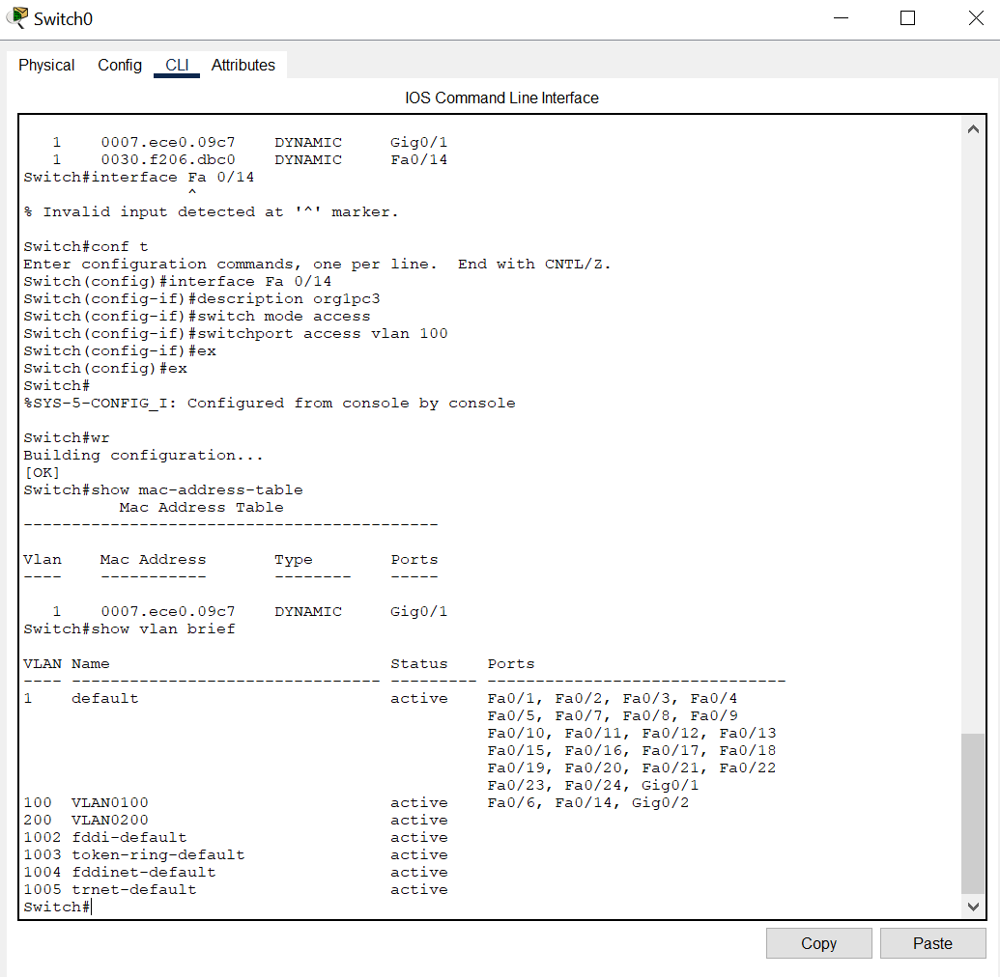 Switch0
Physical Config CLI Attributes
IOS Command Line Interface
1 0007.ece0.09c7 DYNAMIC Gig0/1
1 0030.f206.dbc0 DYNAMIC Fa0/14
Switch#interface Fa 0/14
^
% Invalid input detected at '^' marker.
Switch#conf t
Enter configuration commands, one per line. End with CNTL/Z.
Switch(config)#interface Fa 0/14
Switch(config-if)#description org1pc3
Switch(config-if)#switch mode access
Switch(config-if)#switchport access vlan 100
Switch(config-if)#ex
Switch(config)#ex
Switch#
%SYS-5-CONFIG_I: Configured from console by console
Switch#wr
Building configuration...
[OK]
Switch#show mac-address-table
Mac Address Table
-------------------------------------------
Vlan Mac Address Type Ports
---- ----------- -------- -----
1 0007.ece0.09c7 DYNAMIC Gig0/1
Switch#show vlan brief
VLAN Name Status Ports
---- -------------------------------- --------- -------------------------------
1 default active Fa0/1, Fa0/2, Fa0/3, Fa0/4
Fa0/5, Fa0/7, Fa0/8, Fa0/9
Fa0/10, Fa0/11, Fa0/12, Fa0/13
Fa0/15, Fa0/16, Fa0/17, Fa0/18
Fa0/19, Fa0/20, Fa0/21, Fa0/22
Fa0/23, Fa0/24, Gig0/1
100 VLAN0100 active Fa0/6, Fa0/14, Gig0/2
200 VLAN0200 active
1002 fddi-default active
1003 token-ring-default active
1004 fddinet-default active
1005 trnet-default active
Switch#
Copy Paste